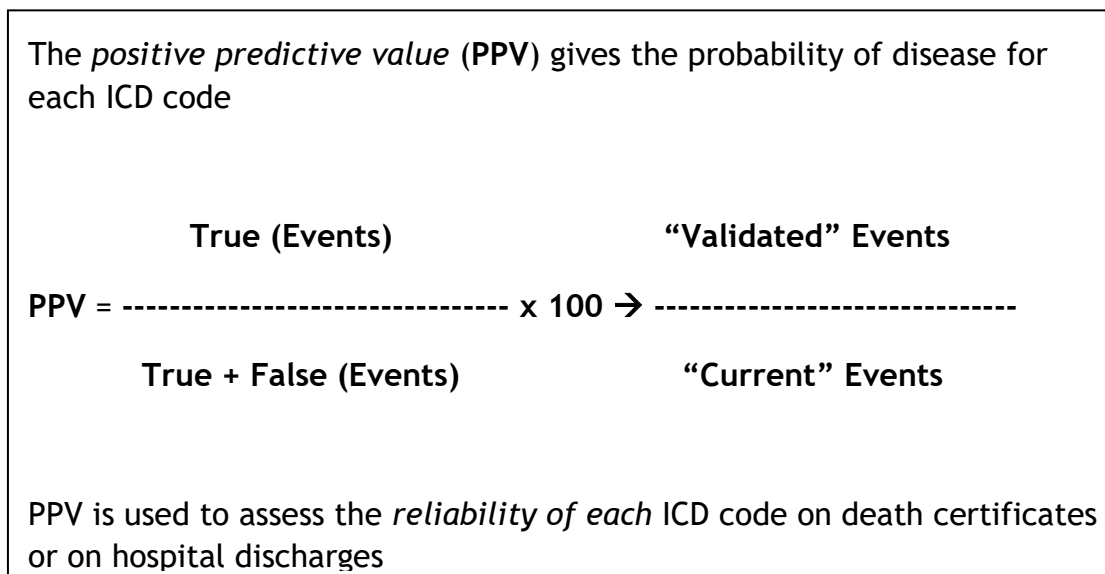 The positive predictive value (PPV) gives the probability of disease for
each ICD code
True (Events) “Validated” Events
PPV = --------------------------------- x 100 → -------------------------------
True + False (Events) “Current” Events
PPV is used to assess the reliability of each ICD code on death certificates
or on hospital discharges